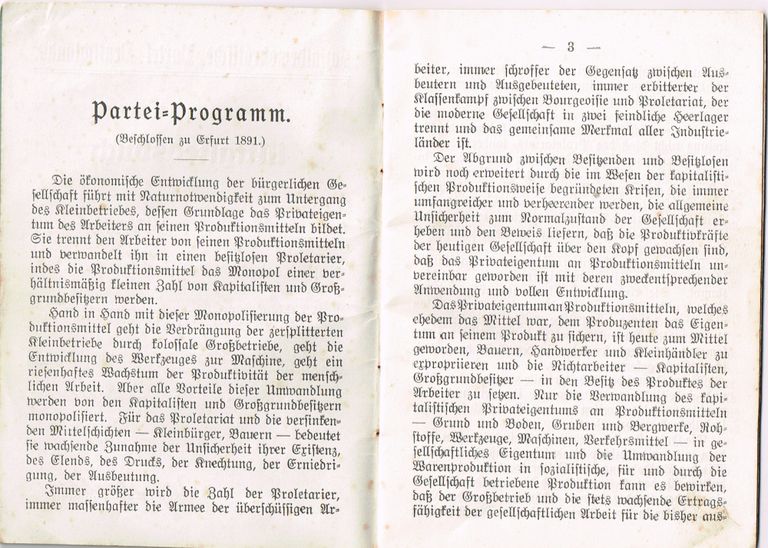 Partei-Programm.
(Beschlossen zu Erfurt 1891.)
Die ökonomische Entwicklung der bürgerlichen Ge-
sellschaft führt mit Naturnotwendigkeit zum Untergang
des Kleinbetriebes, dessen Grundlage das Privateigen-
tum des Arbeiters an seinen Produktionsmitteln bildet.
Sie trennt den Arbeiter von seinen Produktionsmitteln
und verwandelt ihn in einen besitzlosen Proletarier,
indes die Produktionsmittel das Monopol einer ver-
hältnismäßig kleinen Zahl von Kapitalisten und Groß-
grundbesitzern werden.
Hand in Hand mit dieser Monopolisierung der Pro-
duktionsmittel geht die Verdrängung der zersplitterten
Kleinbetriebe durch kolossale Großbetriebe, geht die
Entwicklung des Werkzeuges zur Maschine, geht ein
riesenhaftes Wachstum der Produktivität der mensch-
lichen Arbeit. Aber alle Vorteile dieser Umwandlung
werden von den Kapitalisten und Großgrundbesitzern
monopolisiert. Für das Proletariat und die versinken-
den Mittelschichten — Kleinbürger, Bauern — bedeutet
sie wachsende Zunahme der Unsicherheit ihrer Existenz,
des Elends, des Drucks, der Knechtung, der Erniedri-
gung, der Ausbeutung.
Immer größer wird die Zahl der Proletarier,
immer massenhafter die Armee der überschüssigen Ar-
— 3 —
beiter, immer schroffer der Gegensatz zwischen Aus-
beutern und Ausgebeuteten, immer erbitterter der
Klassenkampf zwischen Bourgeoisie und Proletariat, der
die moderne Gesellschaft in zwei feindliche Heerlager
trennt und das gemeinsame Merkmal aller Industrie-
länder ist.
Der Abgrund zwischen Besitzenden und Besitzlosen
wird noch erweitert durch die im Wesen der kapitalisti-
schen Produktionsweise begründeten Krisen, die immer
umfangreicher und verheerender werden, die allgemeine
Unsicherheit zum Normalzustand der Gesellschaft er-
heben und den Beweis liefern, daß die Produktivkräfte
der heutigen Gesellschaft über den Kopf gewachsen sind,
daß das Privateigentum an Produktionsmitteln un-
vereinbar geworden ist mit deren zweckentsprechender
Anwendung und vollen Entwicklung.
Das Privateigentum an Produktionsmitteln, welches
ehedem das Mittel war, dem Produzenten das Eigen-
tum an seinem Produkt zu sichern, ist heute zum Mittel
geworden, Bauern, Handwerker und Kleinhändler zu
expropriieren und die Nichtarbeiter — Kapitalisten,
Großgrundbesitzer — in den Besitz des Produktes der
Arbeiter zu setzen. Nur die Verwandlung des kapi-
talistischen Privateigentums an Produktionsmitteln
— Grund und Boden, Gruben und Bergwerke, Roh-
stoffe, Werkzeuge, Maschinen, Verkehrsmittel — in ge-
sellschaftliches Eigentum und die Umwandlung der
Warenproduktion in sozialistische, für und durch die
Gesellschaft betriebene Produktion kann es bewirken,
daß der Großbetrieb und die stets wachsende Ertrags-
fähigkeit der gesellschaftlichen Arbeit für die bisher aus-